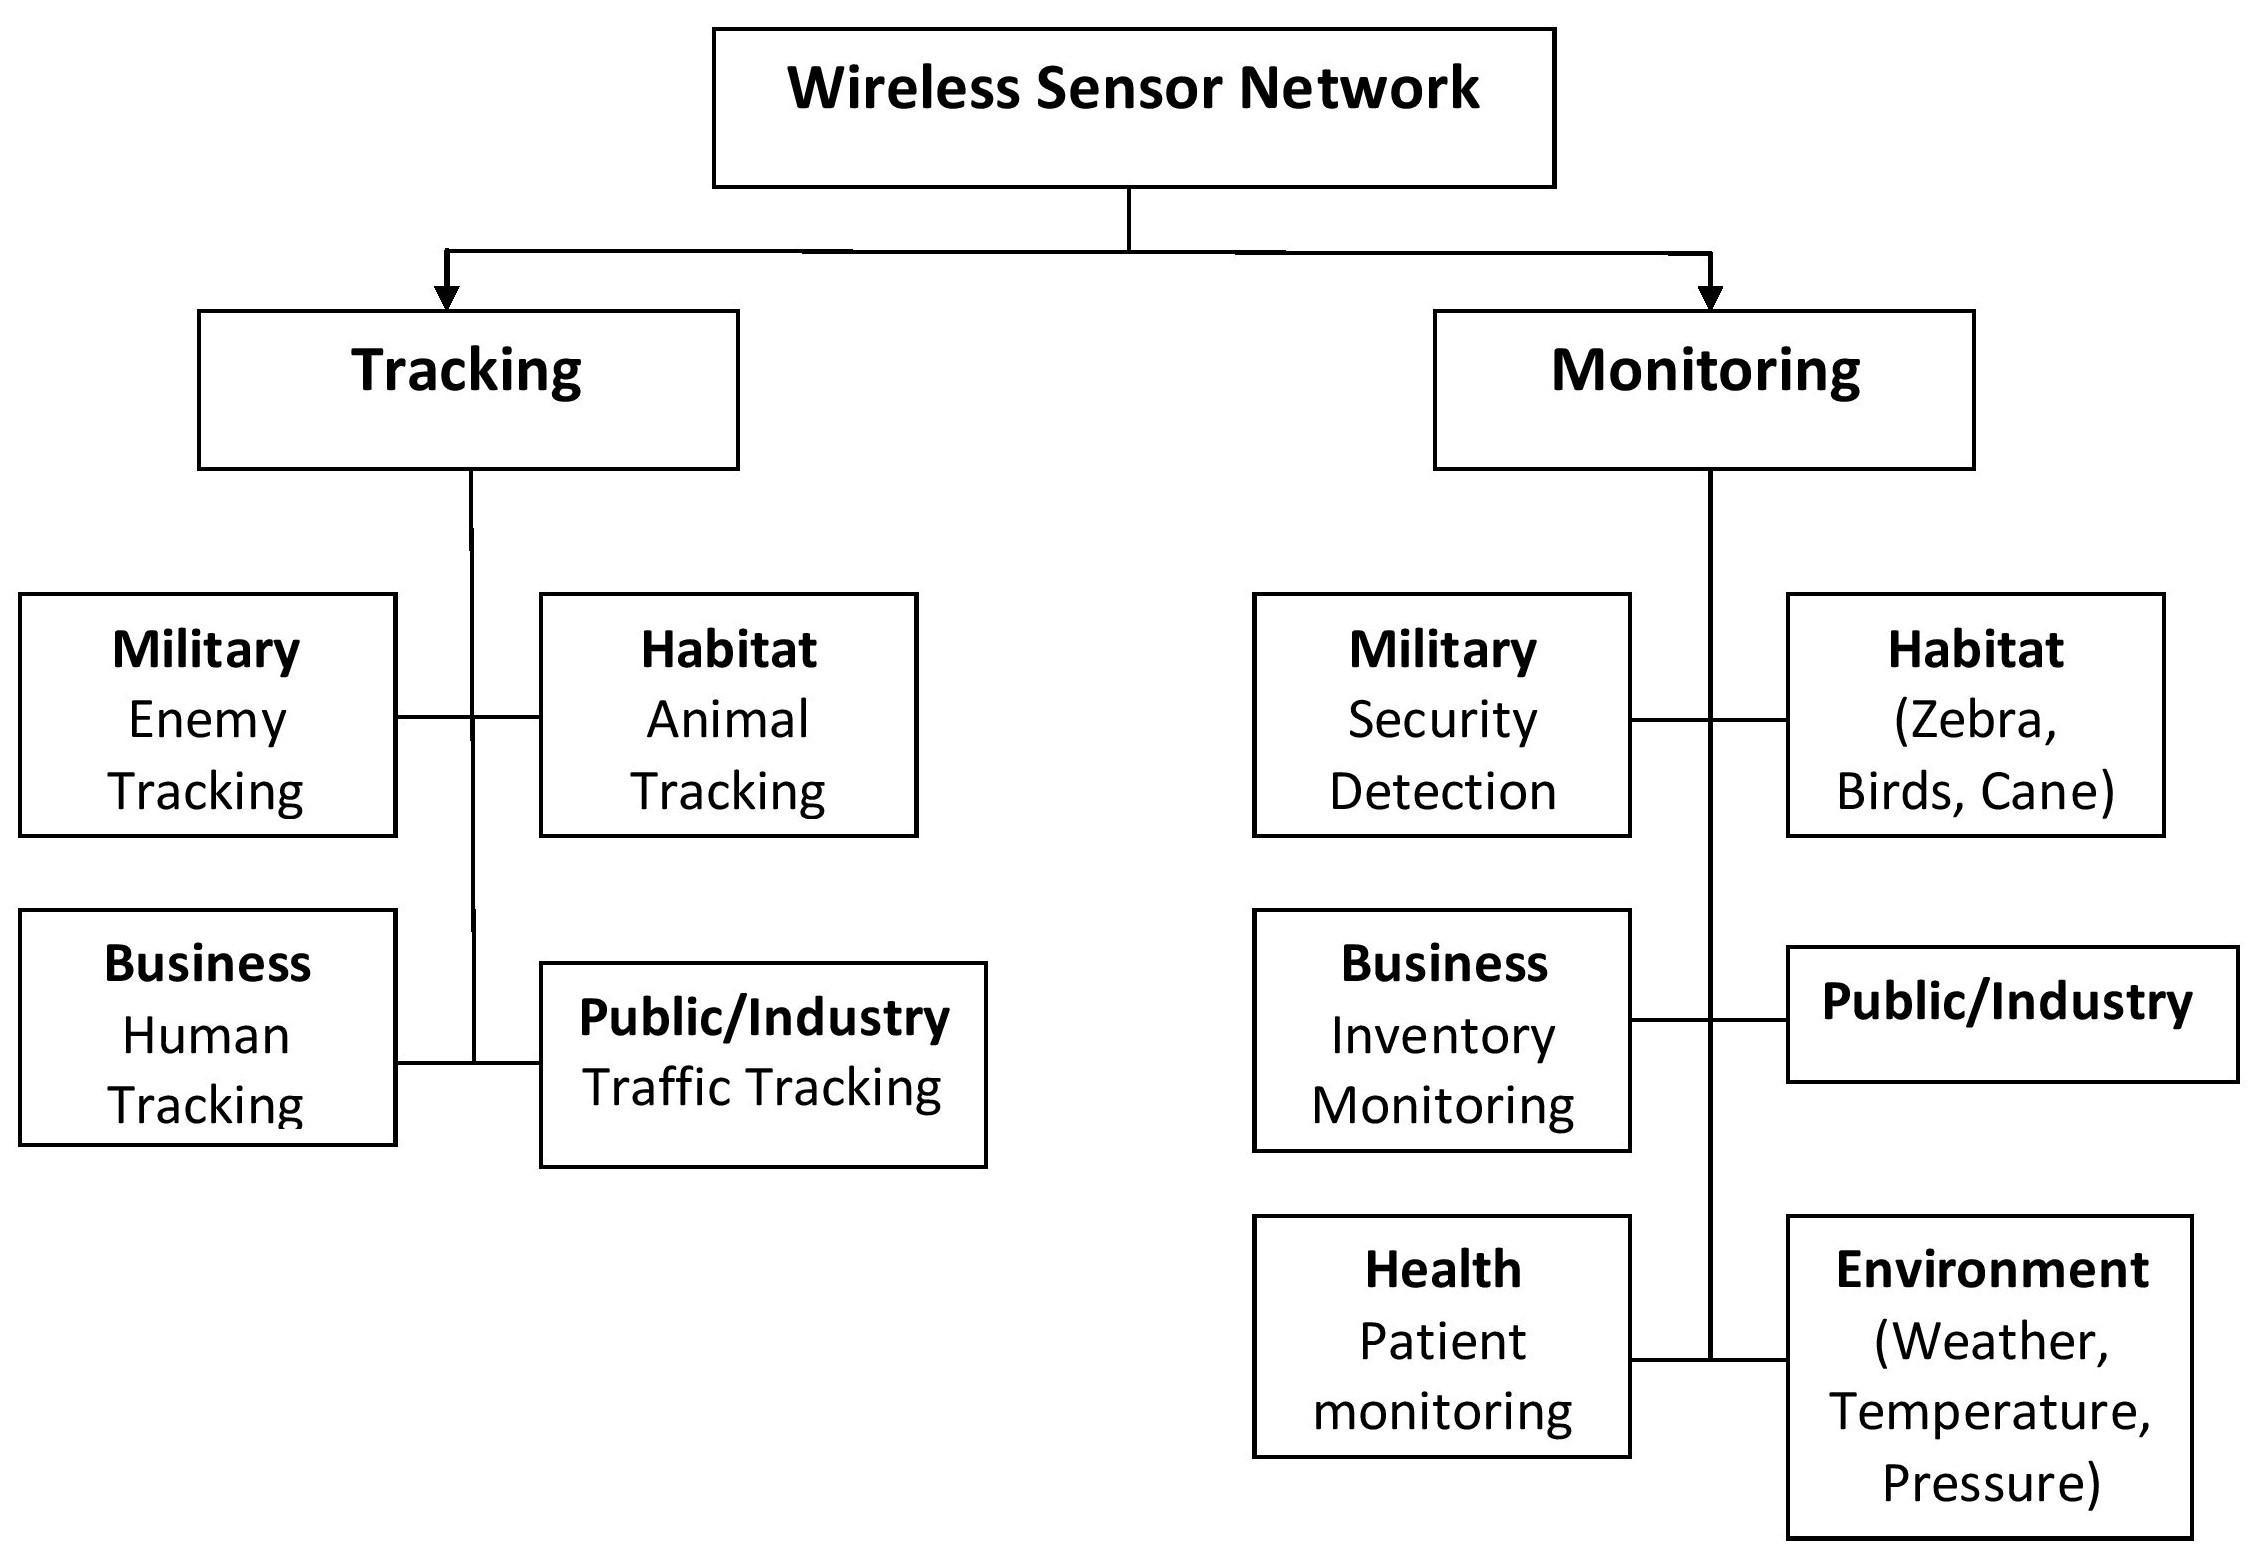 Wireless Sensor Network
Tracking
Monitoring
Military
Enemy
Tracking
Habitat
Animal
Tracking
Business
Human
Tracking
Public/Industry
Traffic Tracking
Military
Security
Detection
Habitat
(Zebra,
Birds, Cane)
Business
Inventory
Monitoring
Public/Industry
Health
Patient
monitoring
Environment
(Weather,
Temperature,
Pressure)